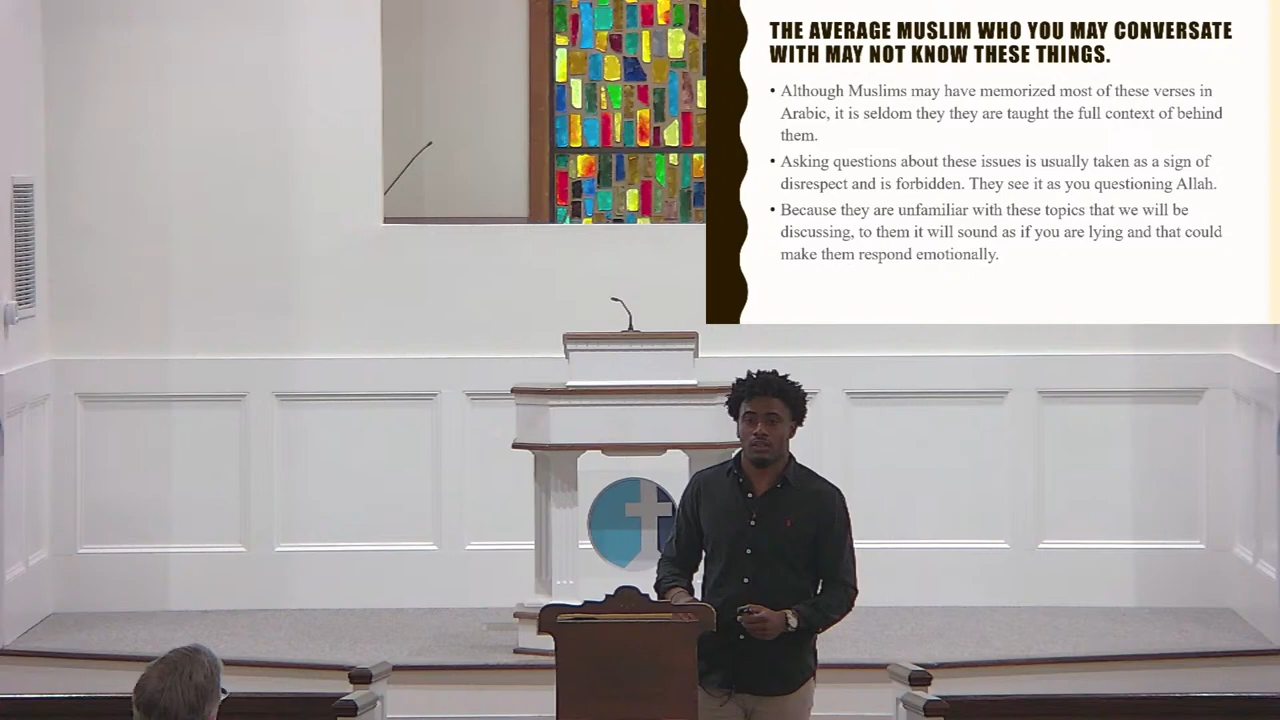 THE AVERAGE MUSLIM WHO YOU MAY CONVERSATE
WITH MAY NOT KNOW THESE THINGS.
• Although Muslims may have memorized most of these verses in
Arabic, it is seldom they they are taught the full context of behind
them.
• Asking questions about these issues is usually taken as a sign of
disrespect and is forbidden. They see it as you questioning Allah.
• Because they are unfamiliar with these topics that we will be
discussing, to them it will sound as if you are lying and that could
make them respond emotionally.